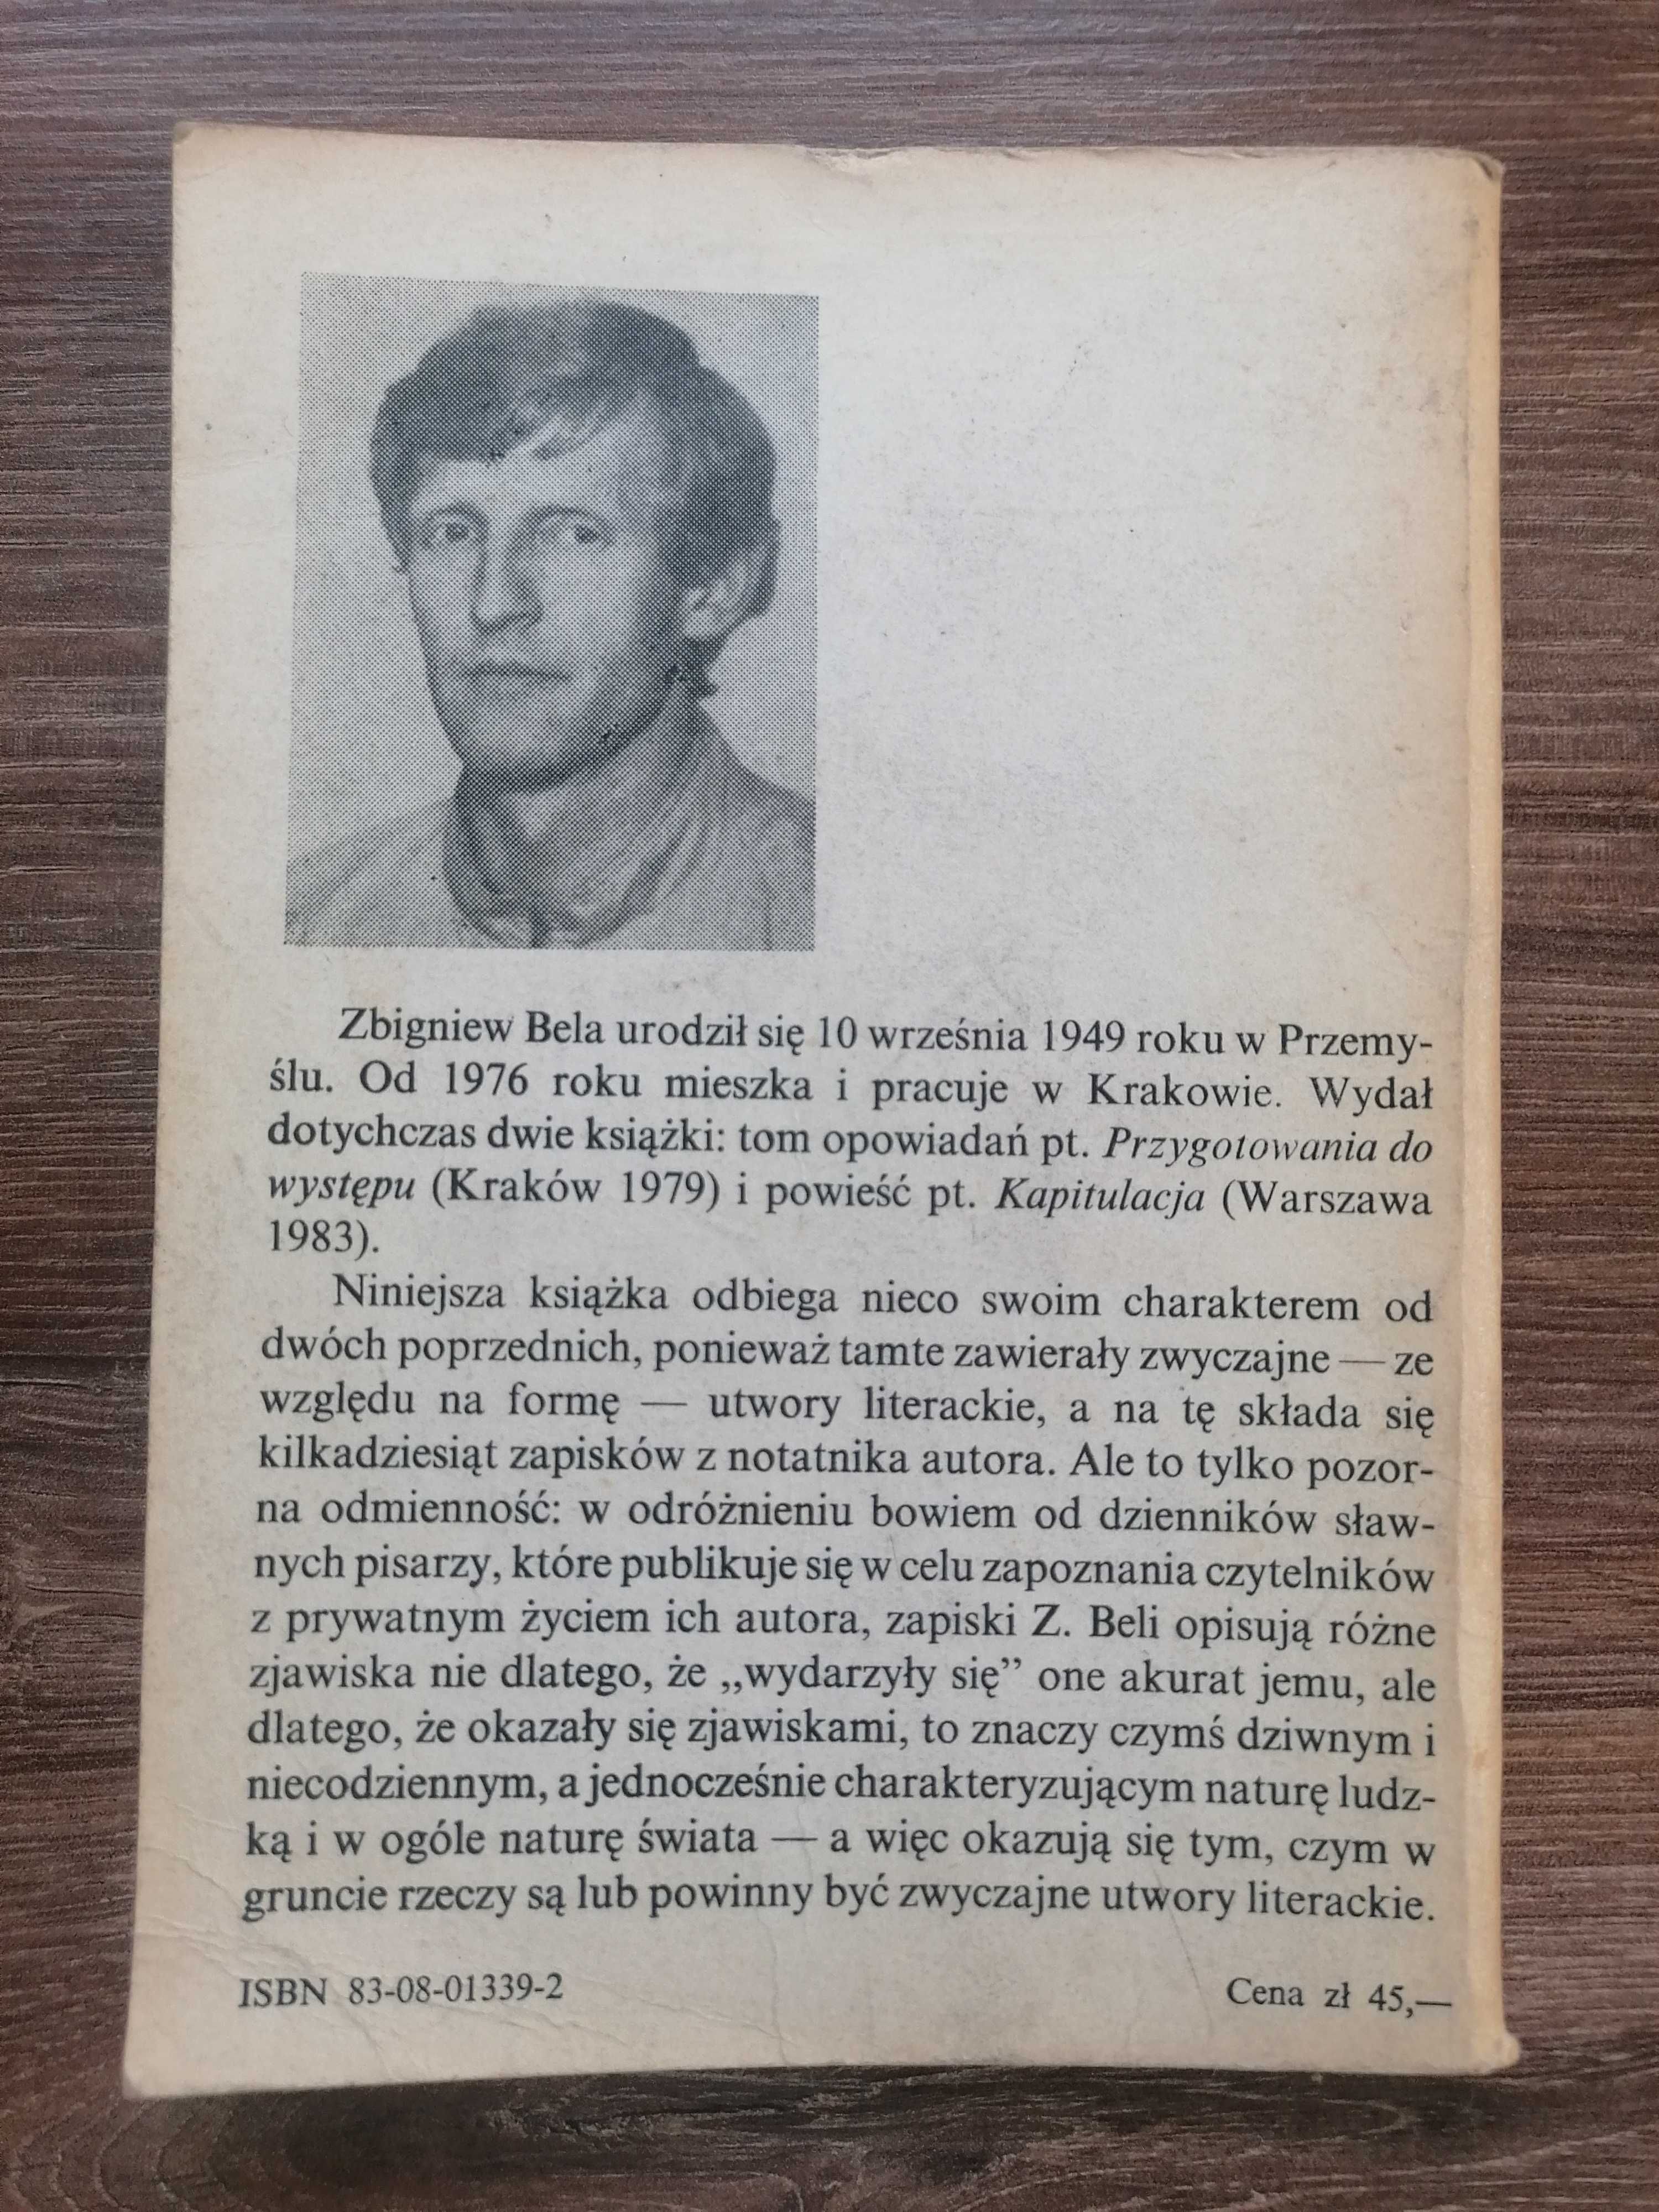 Zbigniew Bela urodził się 10 września 1949 roku w Przemy-
ślu. Od 1976 roku mieszka i pracuje w Krakowie. Wydał
dotychczas dwie książki: tom opowiadań pt. Przygotowania do
występu (Kraków 1979) i powieść pt. Kapitulacja (Warszawa
1983).
Niniejsza książka odbiega nieco swoim charakterem od
dwóch poprzednich, ponieważ tamte zawierały zwyczajne — ze
względu na formę — utwory literackie, a na tę składa się
kilkadziesiąt zapisków z notatnika autora. Ale to tylko pozor-
na odmienność: w odróżnieniu bowiem od dzienników sław-
nych pisarzy, które publikuje się w celu zapoznania czytelników
z prywatnym życiem ich autora, zapiski Z. Beli opisują różne
zjawiska nie dlatego, że „wydarzyły się” one akurat jemu, ale
dlatego, że okazały się zjawiskami, to znaczy czymś dziwnym i
niecodziennym, a jednocześnie charakteryzującym naturę ludz-
ką i w ogóle naturę świata — a więc okazują się tym, czym w
gruncie rzeczy są lub powinny być zwyczajne utwory literackie.
ISBN 83-08-01339-2
Cena zł 45,—